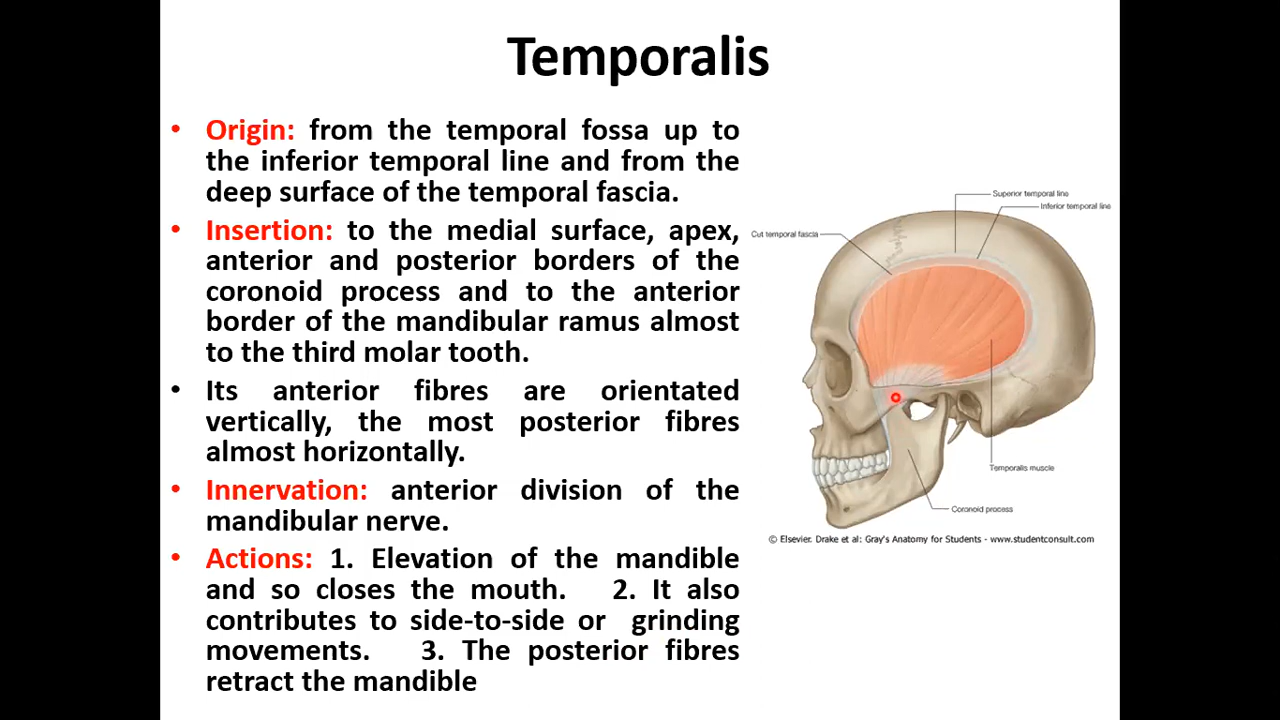 Temporalis
• Origin: from the temporal fossa up to
the inferior temporal line and from the
deep surface of the temporal fascia.
• Insertion: to the medial surface, apex,
anterior and posterior borders of the
coronoid process and to the anterior
border of the mandibular ramus almost
to the third molar tooth.
• Its anterior fibres are orientated
vertically, the most posterior fibres
almost horizontally.
• Innervation: anterior division of the
mandibular nerve.
• Actions: 1. Elevation of the mandible
and so closes the mouth. 2. It also
contributes to side-to-side or grinding
movements. 3. The posterior fibres
retract the mandible
Superior temporal line
Inferior temporal line
Cut temporal fascia
Temporalis muscle
Coronoid process
© Elsevier. Drake et al: Gray's Anatomy for Students - www.studentconsult.com